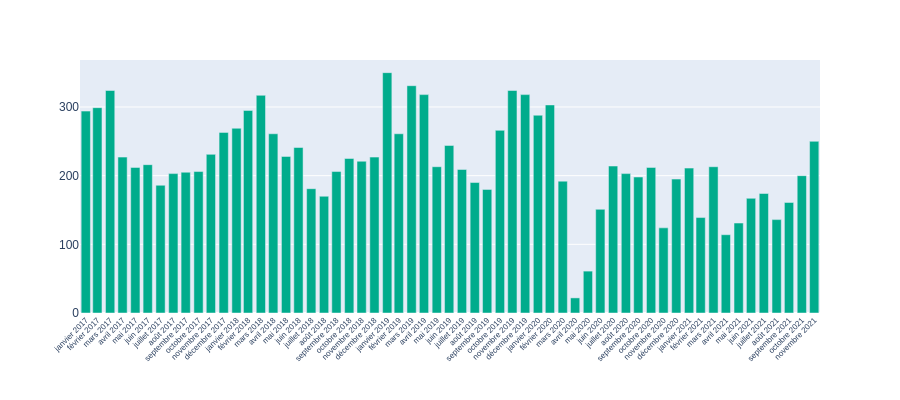 300
200
100
0
janvier 2017
février 2017
mars 2017
avril 2017
mai 2017
juin 2017
juillet 2017
août 2017
septembre 2017
octobre 2017
novembre 2017
décembre 2017
janvier 2018
février 2018
mars 2018
avril 2018
mai 2018
juin 2018
juillet 2018
août 2018
septembre 2018
octobre 2018
novembre 2018
décembre 2018
janvier 2019
février 2019
mars 2019
avril 2019
mai 2019
juin 2019
juillet 2019
août 2019
septembre 2019
octobre 2019
novembre 2019
décembre 2019
janvier 2020
février 2020
mars 2020
avril 2020
mai 2020
juin 2020
juillet 2020
août 2020
septembre 2020
octobre 2020
novembre 2020
décembre 2020
janvier 2021
février 2021
mars 2021
avril 2021
mai 2021
juin 2021
juillet 2021
août 2021
septembre 2021
octobre 2021
novembre 2021